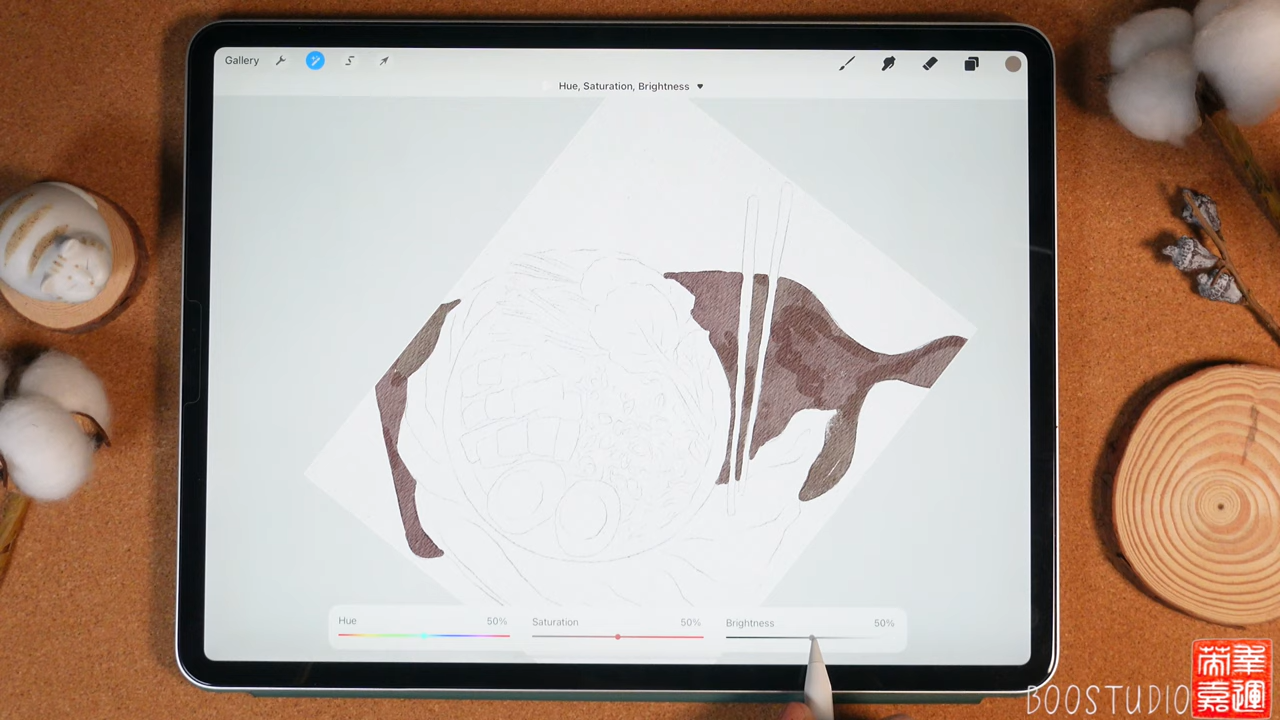 Gallery
Hue, Saturation, Brightness ♥
Hue 50%
Saturation 50%
Brightness 50%
BOOSTUDIO